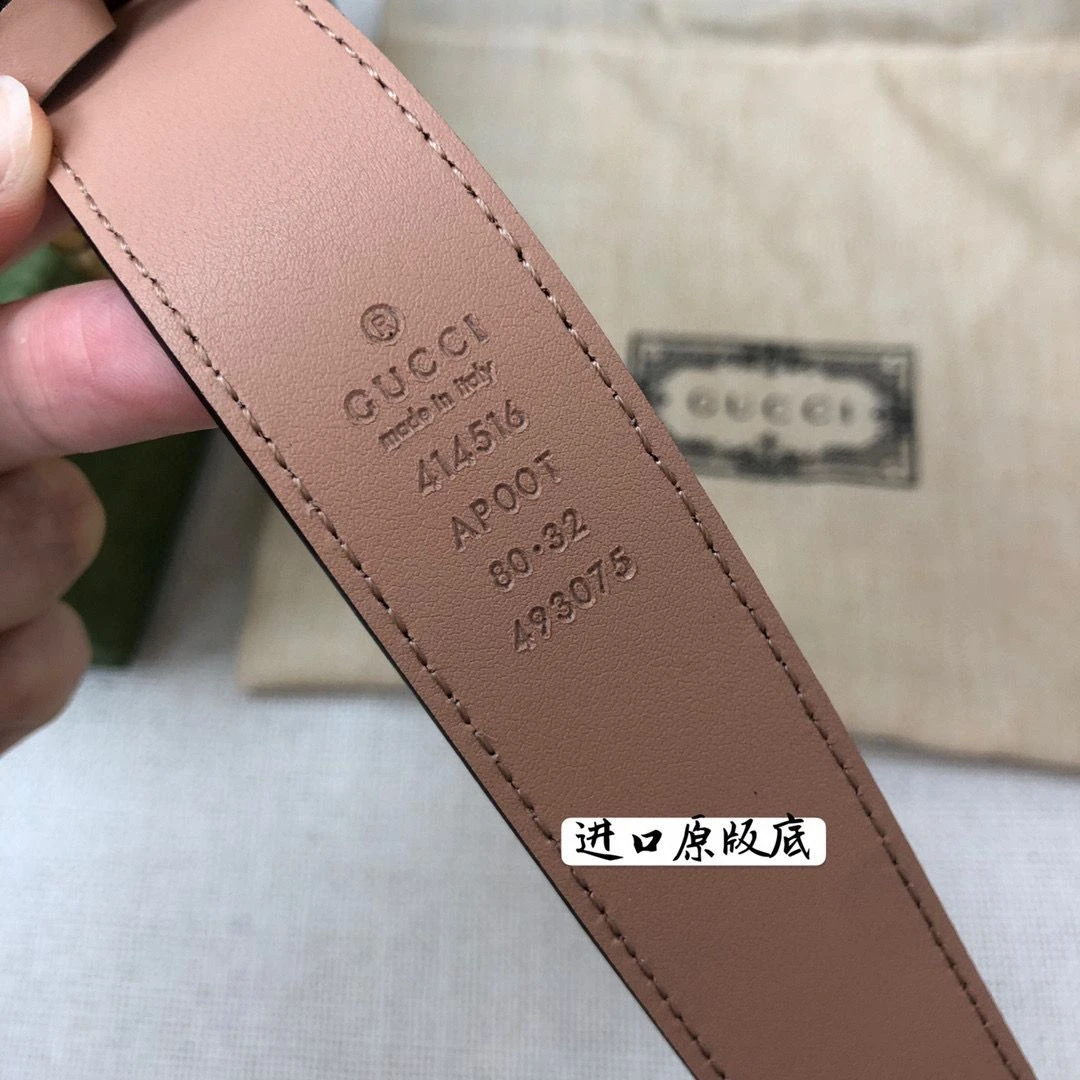 ®
GUCCI
made in italy
414516
AP00T
80·32
493075
GUCCI
进口原版底